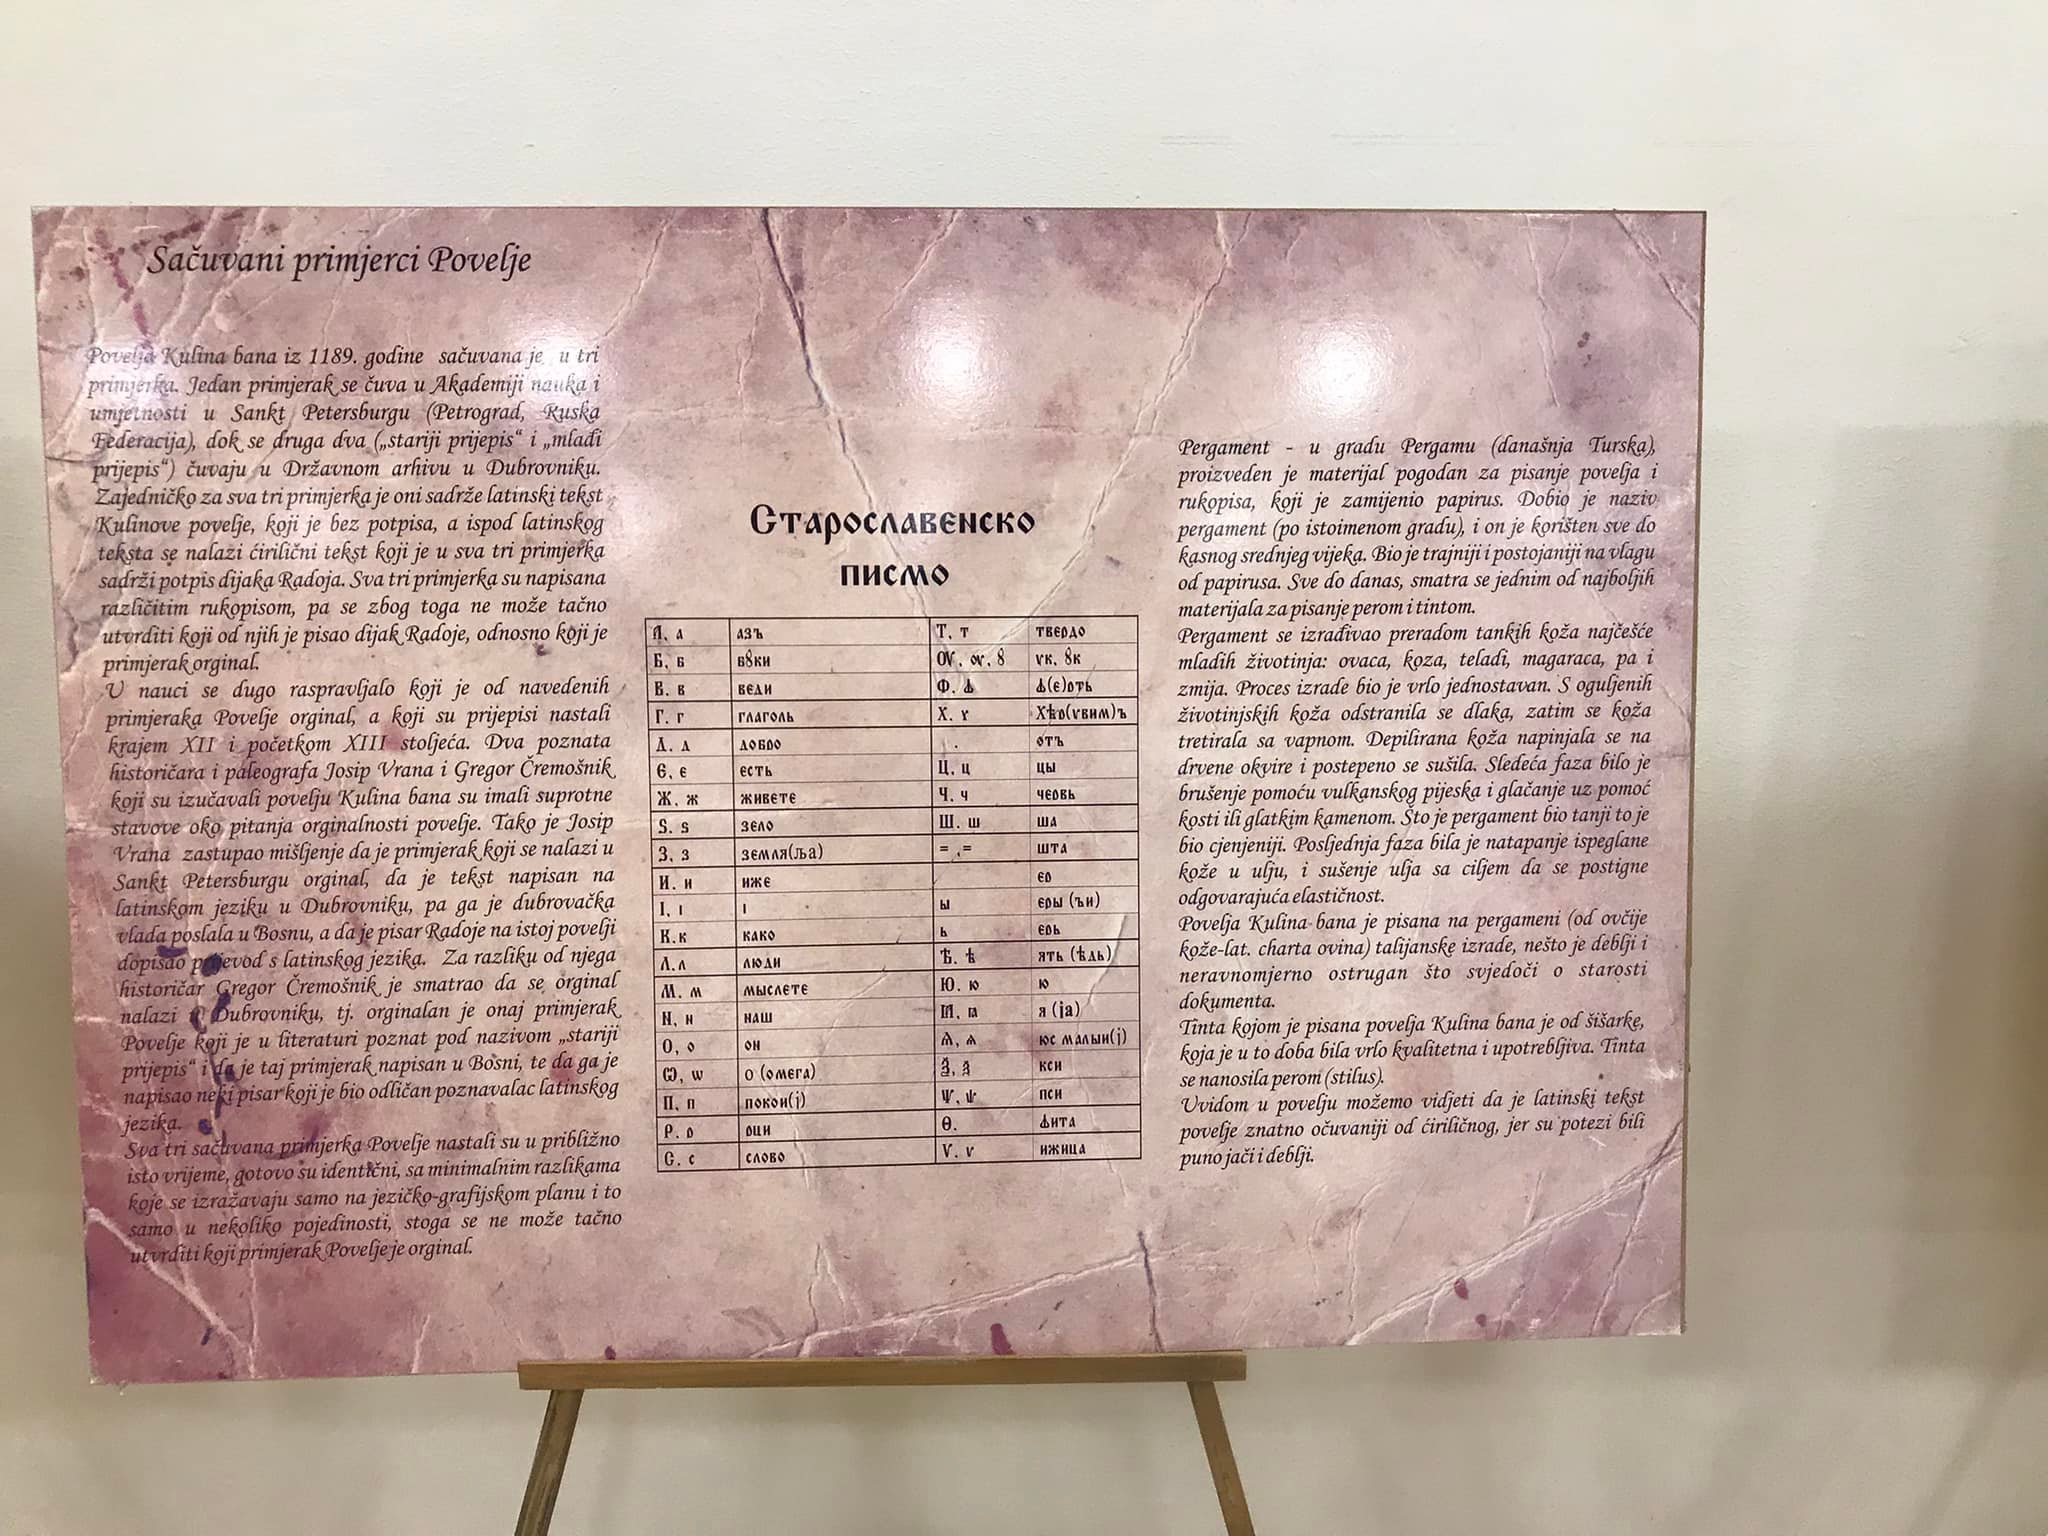 Sačuvani primjerci Povelje
Povelja Kulina bana iz 1189. godine sačuvana je u tri
primjerka. Jedan primjerak se čuva u Akademiji nauka i
umjetnosti u Sankt Petersburgu (Petrograd, Ruska
Federacija), dok se druga dva („stariji prijepis“ i „mlađi
prijepis“) čuvaju u Državnom arhivu u Dubrovniku.
Zajedničko za sva tri primjerka je oni sadrže latinski tekst
Kulinove povelje, koji je bez potpisa, a ispod latinskog
teksta se nalazi ćirilični tekst koji je u sva tri primjerka
sadrži potpis dijaka Radoja. Sva tri primjerka su napisana
različitim rukopisom, pa se zbog toga ne može tačno
utvrditi koji od njih je pisao dijak Radoje, odnosno koji je
primjerak orginal.
U nauci se dugo raspravljalo koji je od navedenih
primjeraka Povelje orginal, a koji su prijepisi nastali
krajem XII i početkom XIII stoljeća. Dva poznata
historičara i paleografa Josip Vrana i Gregor Čremošnik
koji su izučavali povelju Kulina bana su imali suprotne
stavove oko pitanja orginalnosti povelje. Tako je Josip
Vrana zastupao mišljenje da je primjerak koji se nalazi u
Sankt Petersburgu orginal, da je tekst napisan na
latinskom jeziku u Dubrovniku, pa ga je dubrovačka
vlada poslala u Bosnu, a da je pisar Radoje na istoj povelji
dopisao prijevod s latinskog jezika. Za razliku od njega
historičar Gregor Čremošnik je smatrao da se orginal
nalazi u Dubrovniku, tj. orginalan je onaj primjerak
Povelje koji je u literaturi poznat pod nazivom „stariji
prijepis“ i da je taj primjerak napisan u Bosni, te da ga je
napisao neki pisar koji je bio odličan poznavalac latinskog
jezika.
Sva tri sačuvana primjerka Povelje nastali su u približno
isto vrijeme, gotovo su identični, sa minimalnim razlikama
koje se izražavaju samo na jezičko-grafijskom planu i to
samo u nekoliko pojedinosti, stoga se ne može tačno
utvrditi koji primjerak Povelje je orginal.
Старославенско
писмо
А, а азъ Т, т твердо
Б, б бȣки ОУ, оу, ȣ ук, ȣк
В, в веди Ф, ф ф(е)рть
Г, г глаголь Х, х Хѣр(увим)ъ
Д, д добро отъ
Є, є єсть Ц, ц цы
Ж, ж живете Ч, ч червь
Ѕ, ѕ зело Ш, ш ша
З, з земля(ља) = ,= шта
И, и иже ер
І, і і ы еры (ъи)
К, к како ь ерь
Л, л люди Ѣ, ѣ ять (ѣдь)
М, м мыслете Ю, ю ю
Н, н наш Ꙗ, ꙗ я (ја)
О, о он Ѧ, ѧ юс малыи(ј)
Ѡ, ѡ о (омега) Ѯ, ѯ кси
П, п покои(ј) Ѱ, ѱ пси
Р, р рци Ѳ, фита
С, с слово Ѵ, ѵ ижица
Pergament - u gradu Pergamu (današnja Turska),
proizveden je materijal pogodan za pisanje povelja i
rukopisa, koji je zamijenio papirus. Dobio je naziv
pergament (po istoimenom gradu), i on je korišten sve do
kasnog srednjeg vijeka. Bio je trajniji i postojaniji na vlagu
od papirusa. Sve do danas, smatra se jednim od najboljih
materijala za pisanje perom i tintom.
Pergament se izrađivao preradom tankih koža najčešće
mladih životinja: ovaca, koza, teladi, magaraca, pa i
zmija. Proces izrade bio je vrlo jednostavan. S oguljenih
životinjskih koža odstranila se dlaka, zatim se koža
tretirala sa vapnom. Depilirana koža napinjala se na
drvene okvire i postepeno se sušila. Sledeća faza bilo je
brušenje pomoću vulkanskog pijeska i glačanje uz pomoć
kosti ili glatkim kamenom. Što je pergament bio tanji to je
bio cjenjeniji. Posljednja faza bila je natapanje ispeglane
kože u ulju, i sušenje ulja sa ciljem da se postigne
odgovarajuća elastičnost.
Povelja Kulina bana je pisana na pergameni (od ovčije
kože-lat. charta ovina) talijanske izrade, nešto je deblji i
neravnomjerno ostrugan što svjedoči o starosti
dokumenta.
Tinta kojom je pisana povelja Kulina bana je od šišarke,
koja je u to doba bila vrlo kvalitetna i upotrebljiva. Tinta
se nanosila perom (stilus).
Uvidom u povelju možemo vidjeti da je latinski tekst
povelje znatno očuvaniji od ćiriličnog, jer su potezi bili
puno jači i deblji.